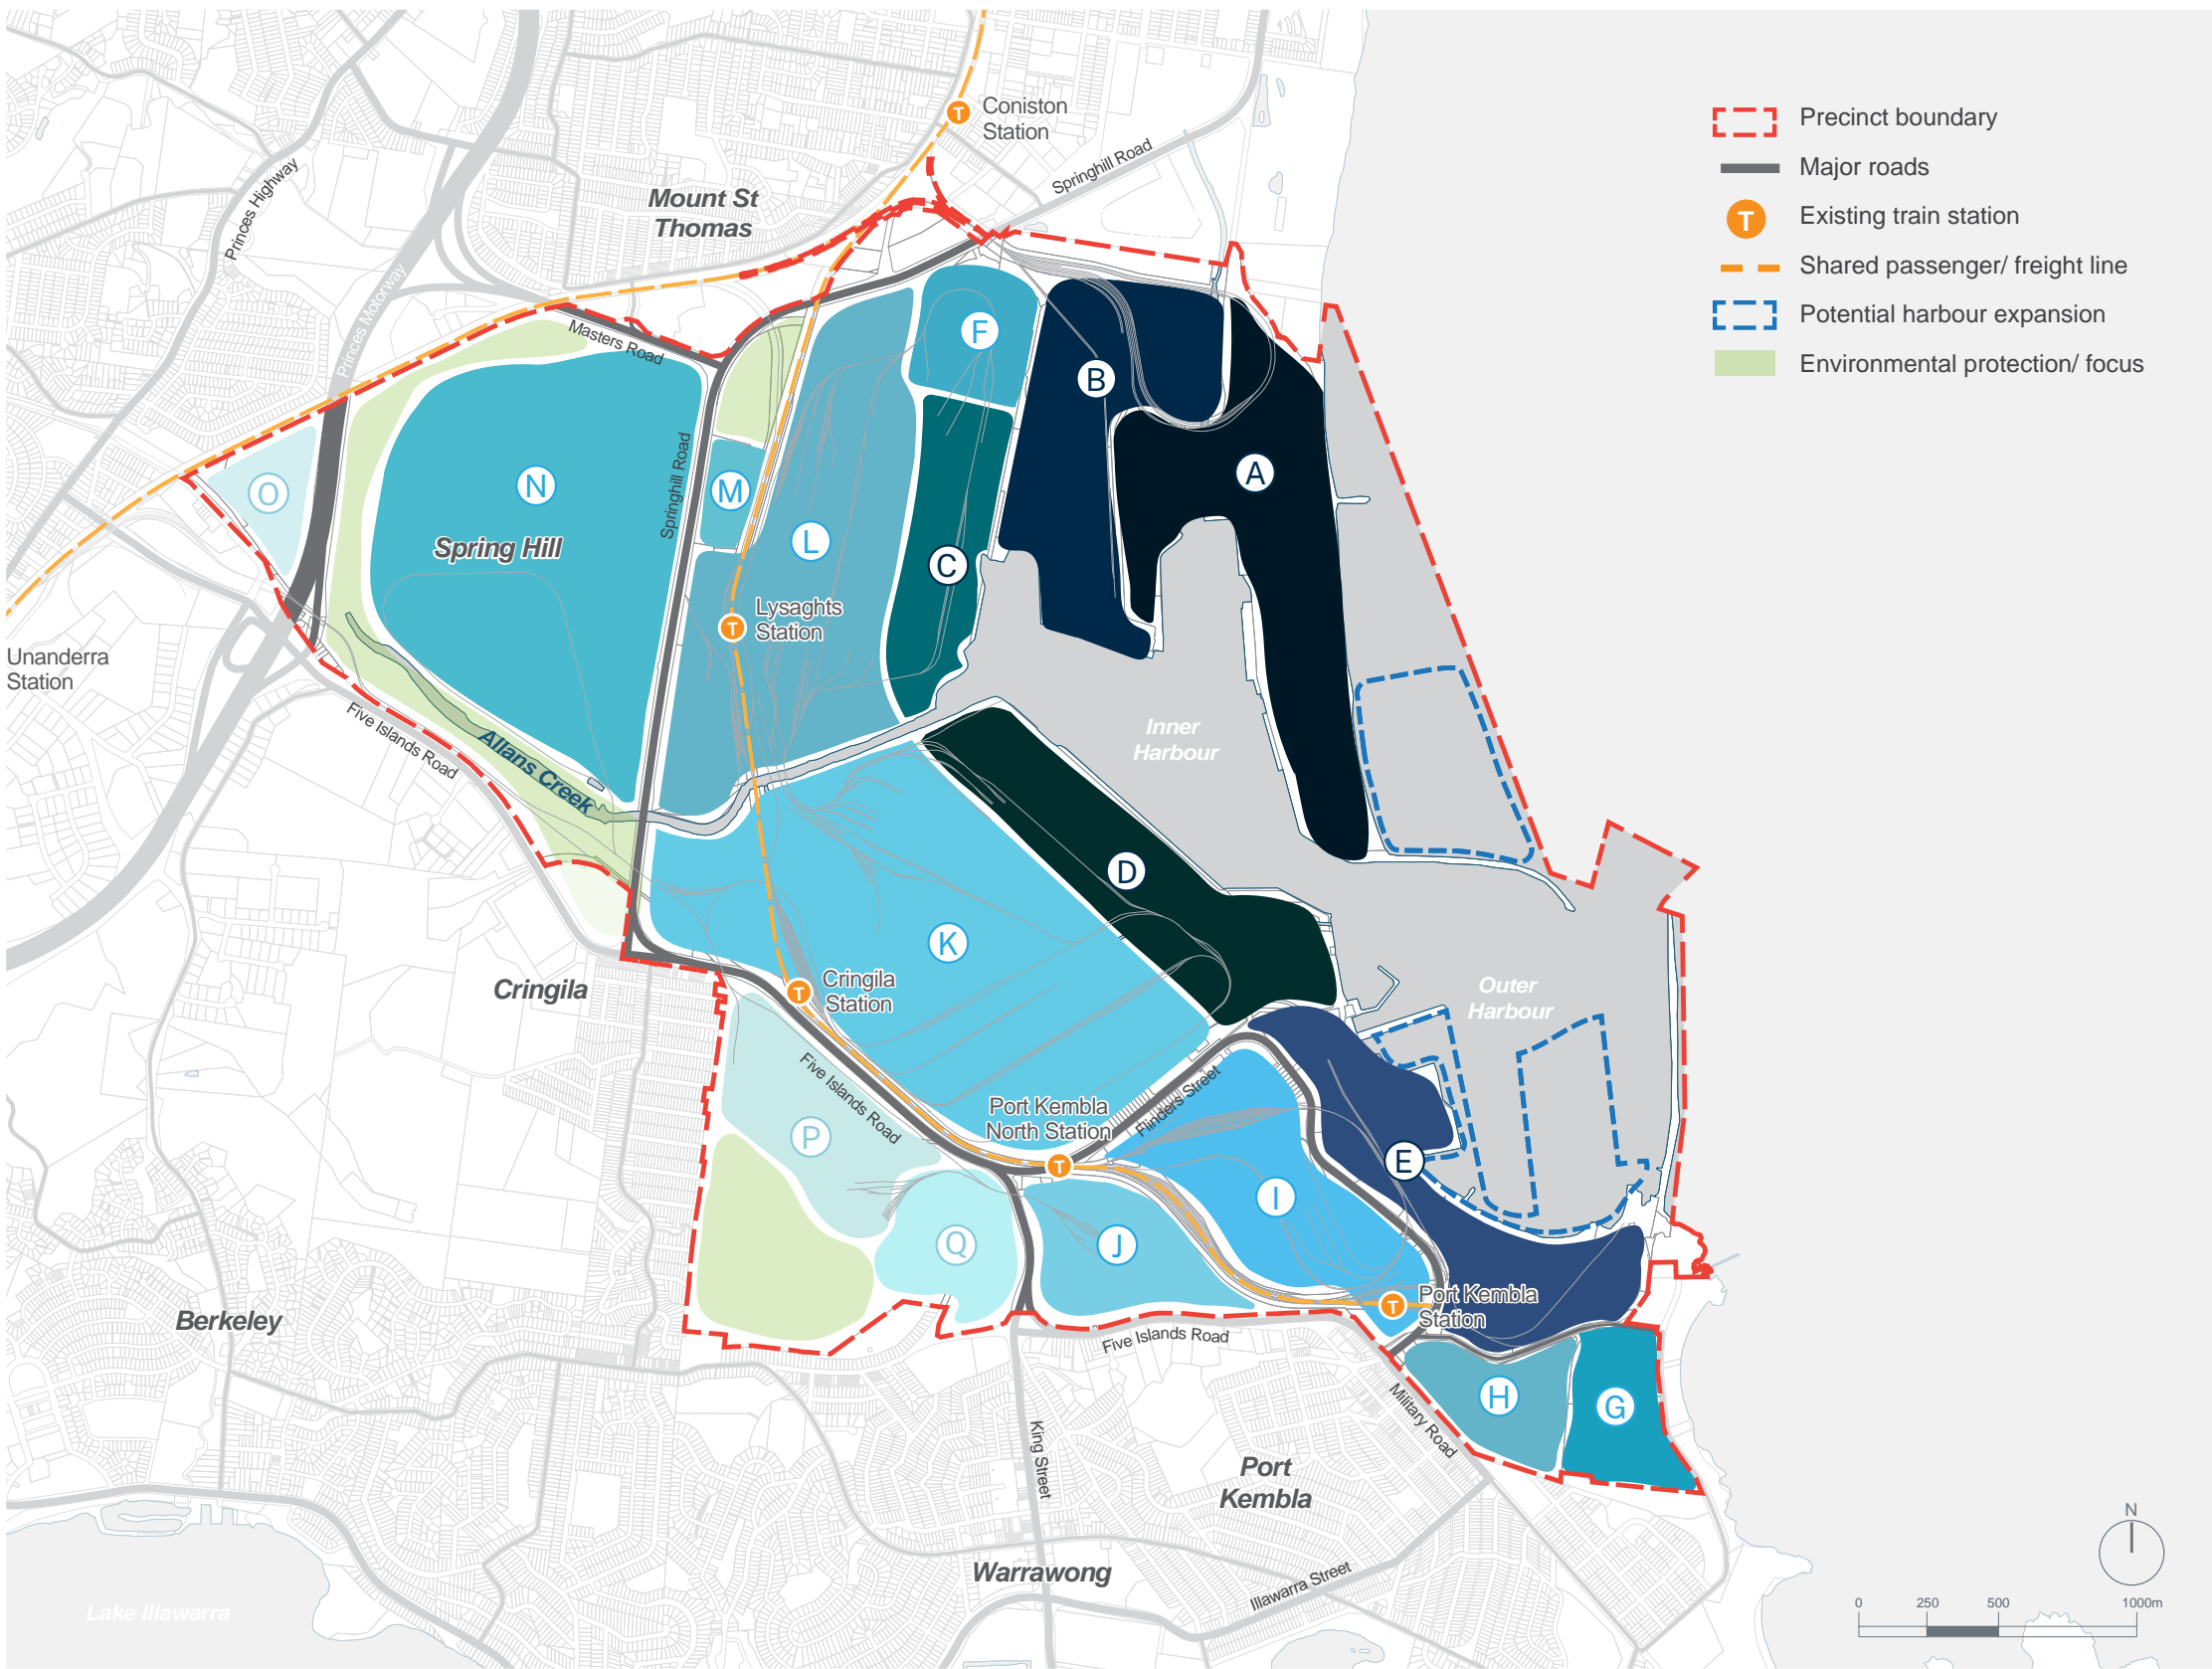 Coniston
Station
Springhill Road
Precinct boundary
Major roads
T
Existing train station
Shared passenger/ freight line
Potential harbour expansion
Environmental protection/ focus
T
Mount St
Thomas
Princes Highway
Princes Motorway
Masters Road
F
B
A
O
N
M
L
C
Springhill Road
Spring Hill
T
Lysaghts
Station
Unanderra
Station
Five Islands Road
Allans Creek
Inner
Harbour
D
K
Cringila
T
Cringila
Station
Outer
Harbour
Five Islands Road
Port Kembla
North Station
T
Flinders Street
P
E
I
Q
J
T
Port Kembla
Station
Berkeley
Five Islands Road
H
G
Military Road
King Street
Port
Kembla
Warrawong
Illawarra Street
Lake Illawarra
N
0 250 500 1000m